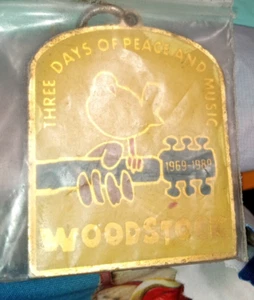 THREE DAYS OF PEACE AND MUSIC
1969-1989
WOODSTOCK